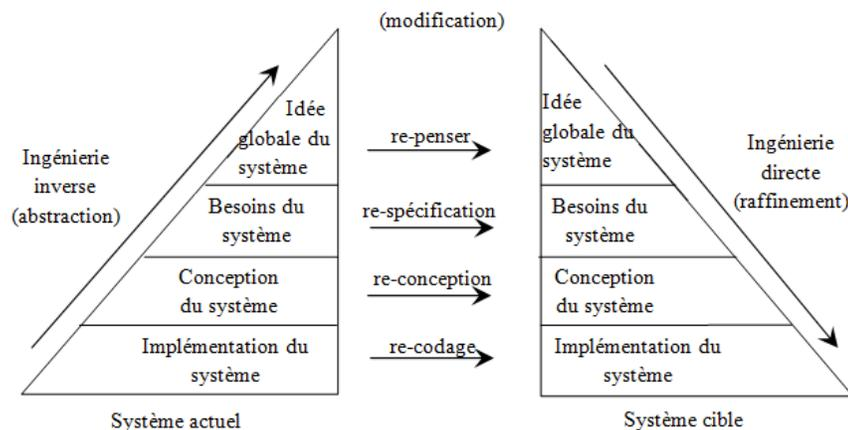 (modification)
Ingénierie
inverse
(abstraction)
Idée
globale du
système
Besoins du
système
Conception
du système
Implémentation du
système
Système actuel
re-penser
re-spécification
re-conception
re-codage
Idée
globale du
système
Besoins du
système
Conception
du système
Implémentation du
système
Système cible
Ingénierie
directe
(raffinement)